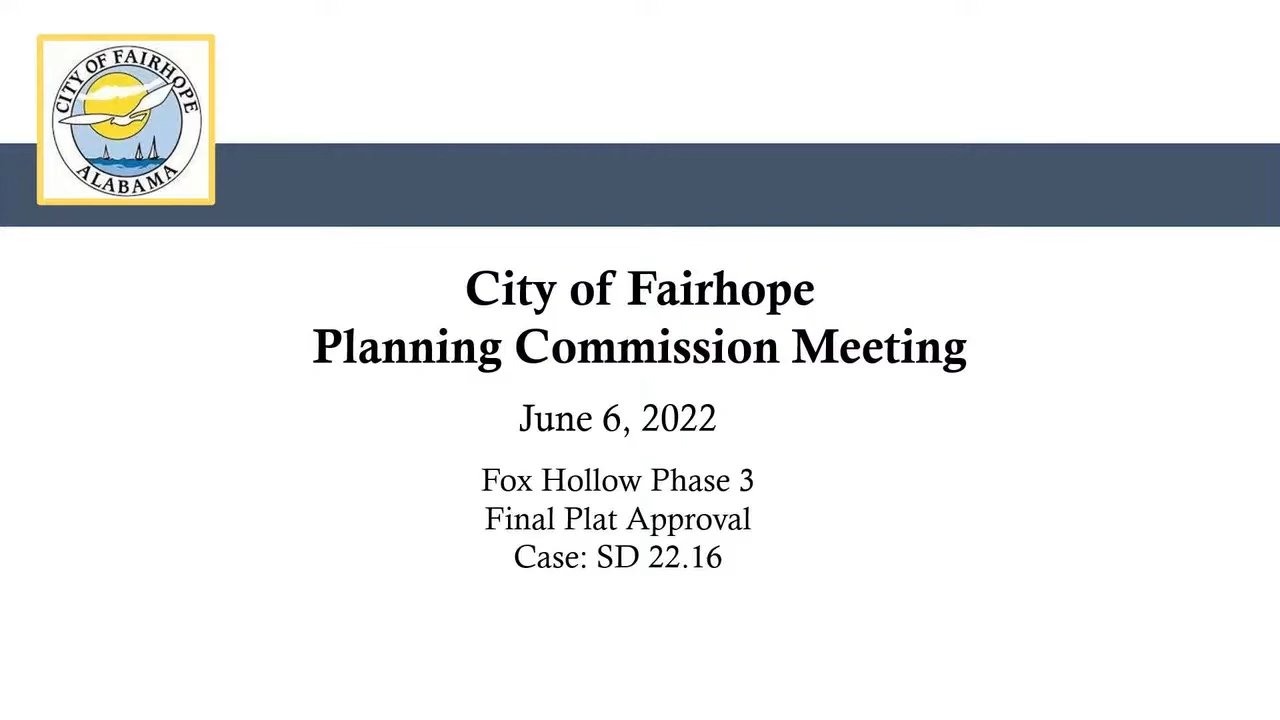 CITY OF FAIRHOPE
ALABAMA
City of Fairhope
Planning Commission Meeting
June 6, 2022
Fox Hollow Phase 3
Final Plat Approval
Case: SD 22.16